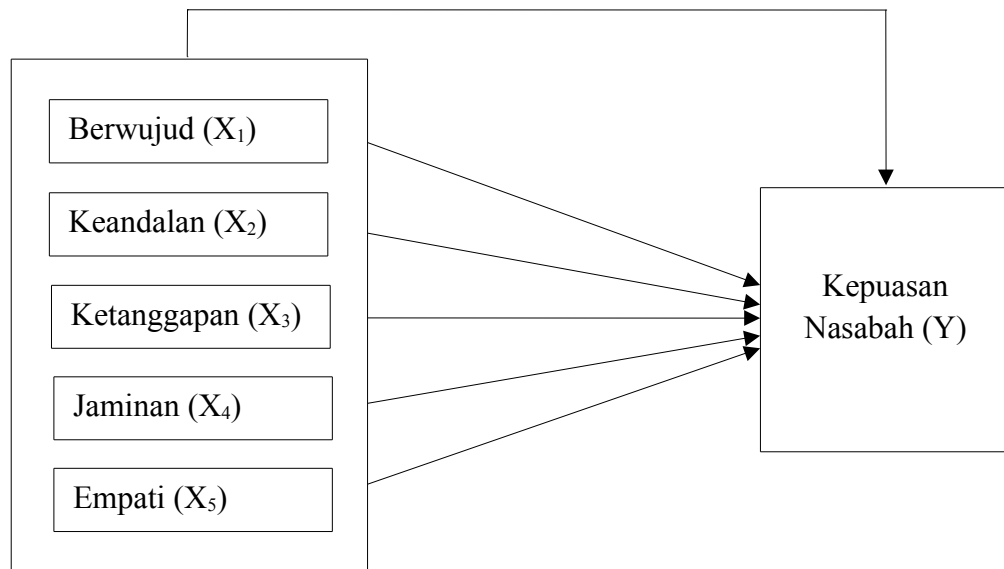 Berwujud (X₁)
Keandalan (X₂)
Ketanggapan (X₃)
Jaminan (X₄)
Empati (X₅)
Kepuasan
Nasabah (Y)